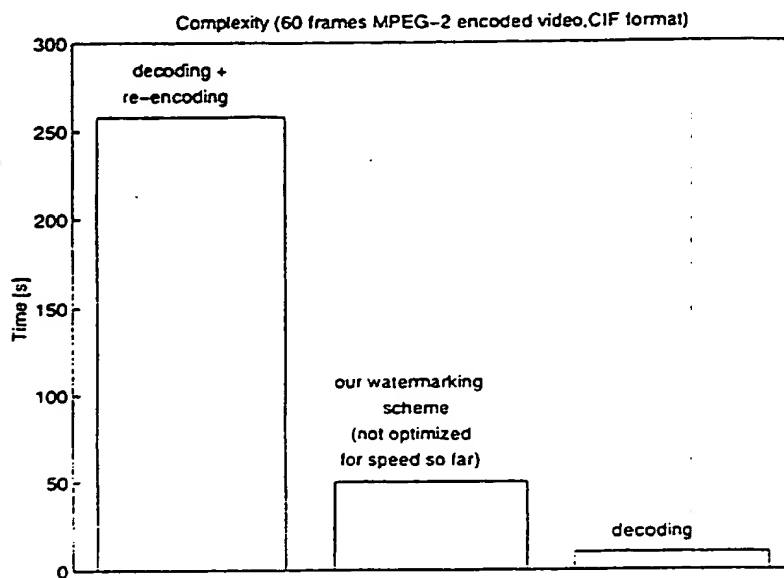 Complexity (60 frames MPEG-2 encoded video,CIF format)
300
250
200
150
100
50
0
Time [s]
decoding +
re-encoding
our watermarking
scheme
(not optimized
for speed so far)
decoding